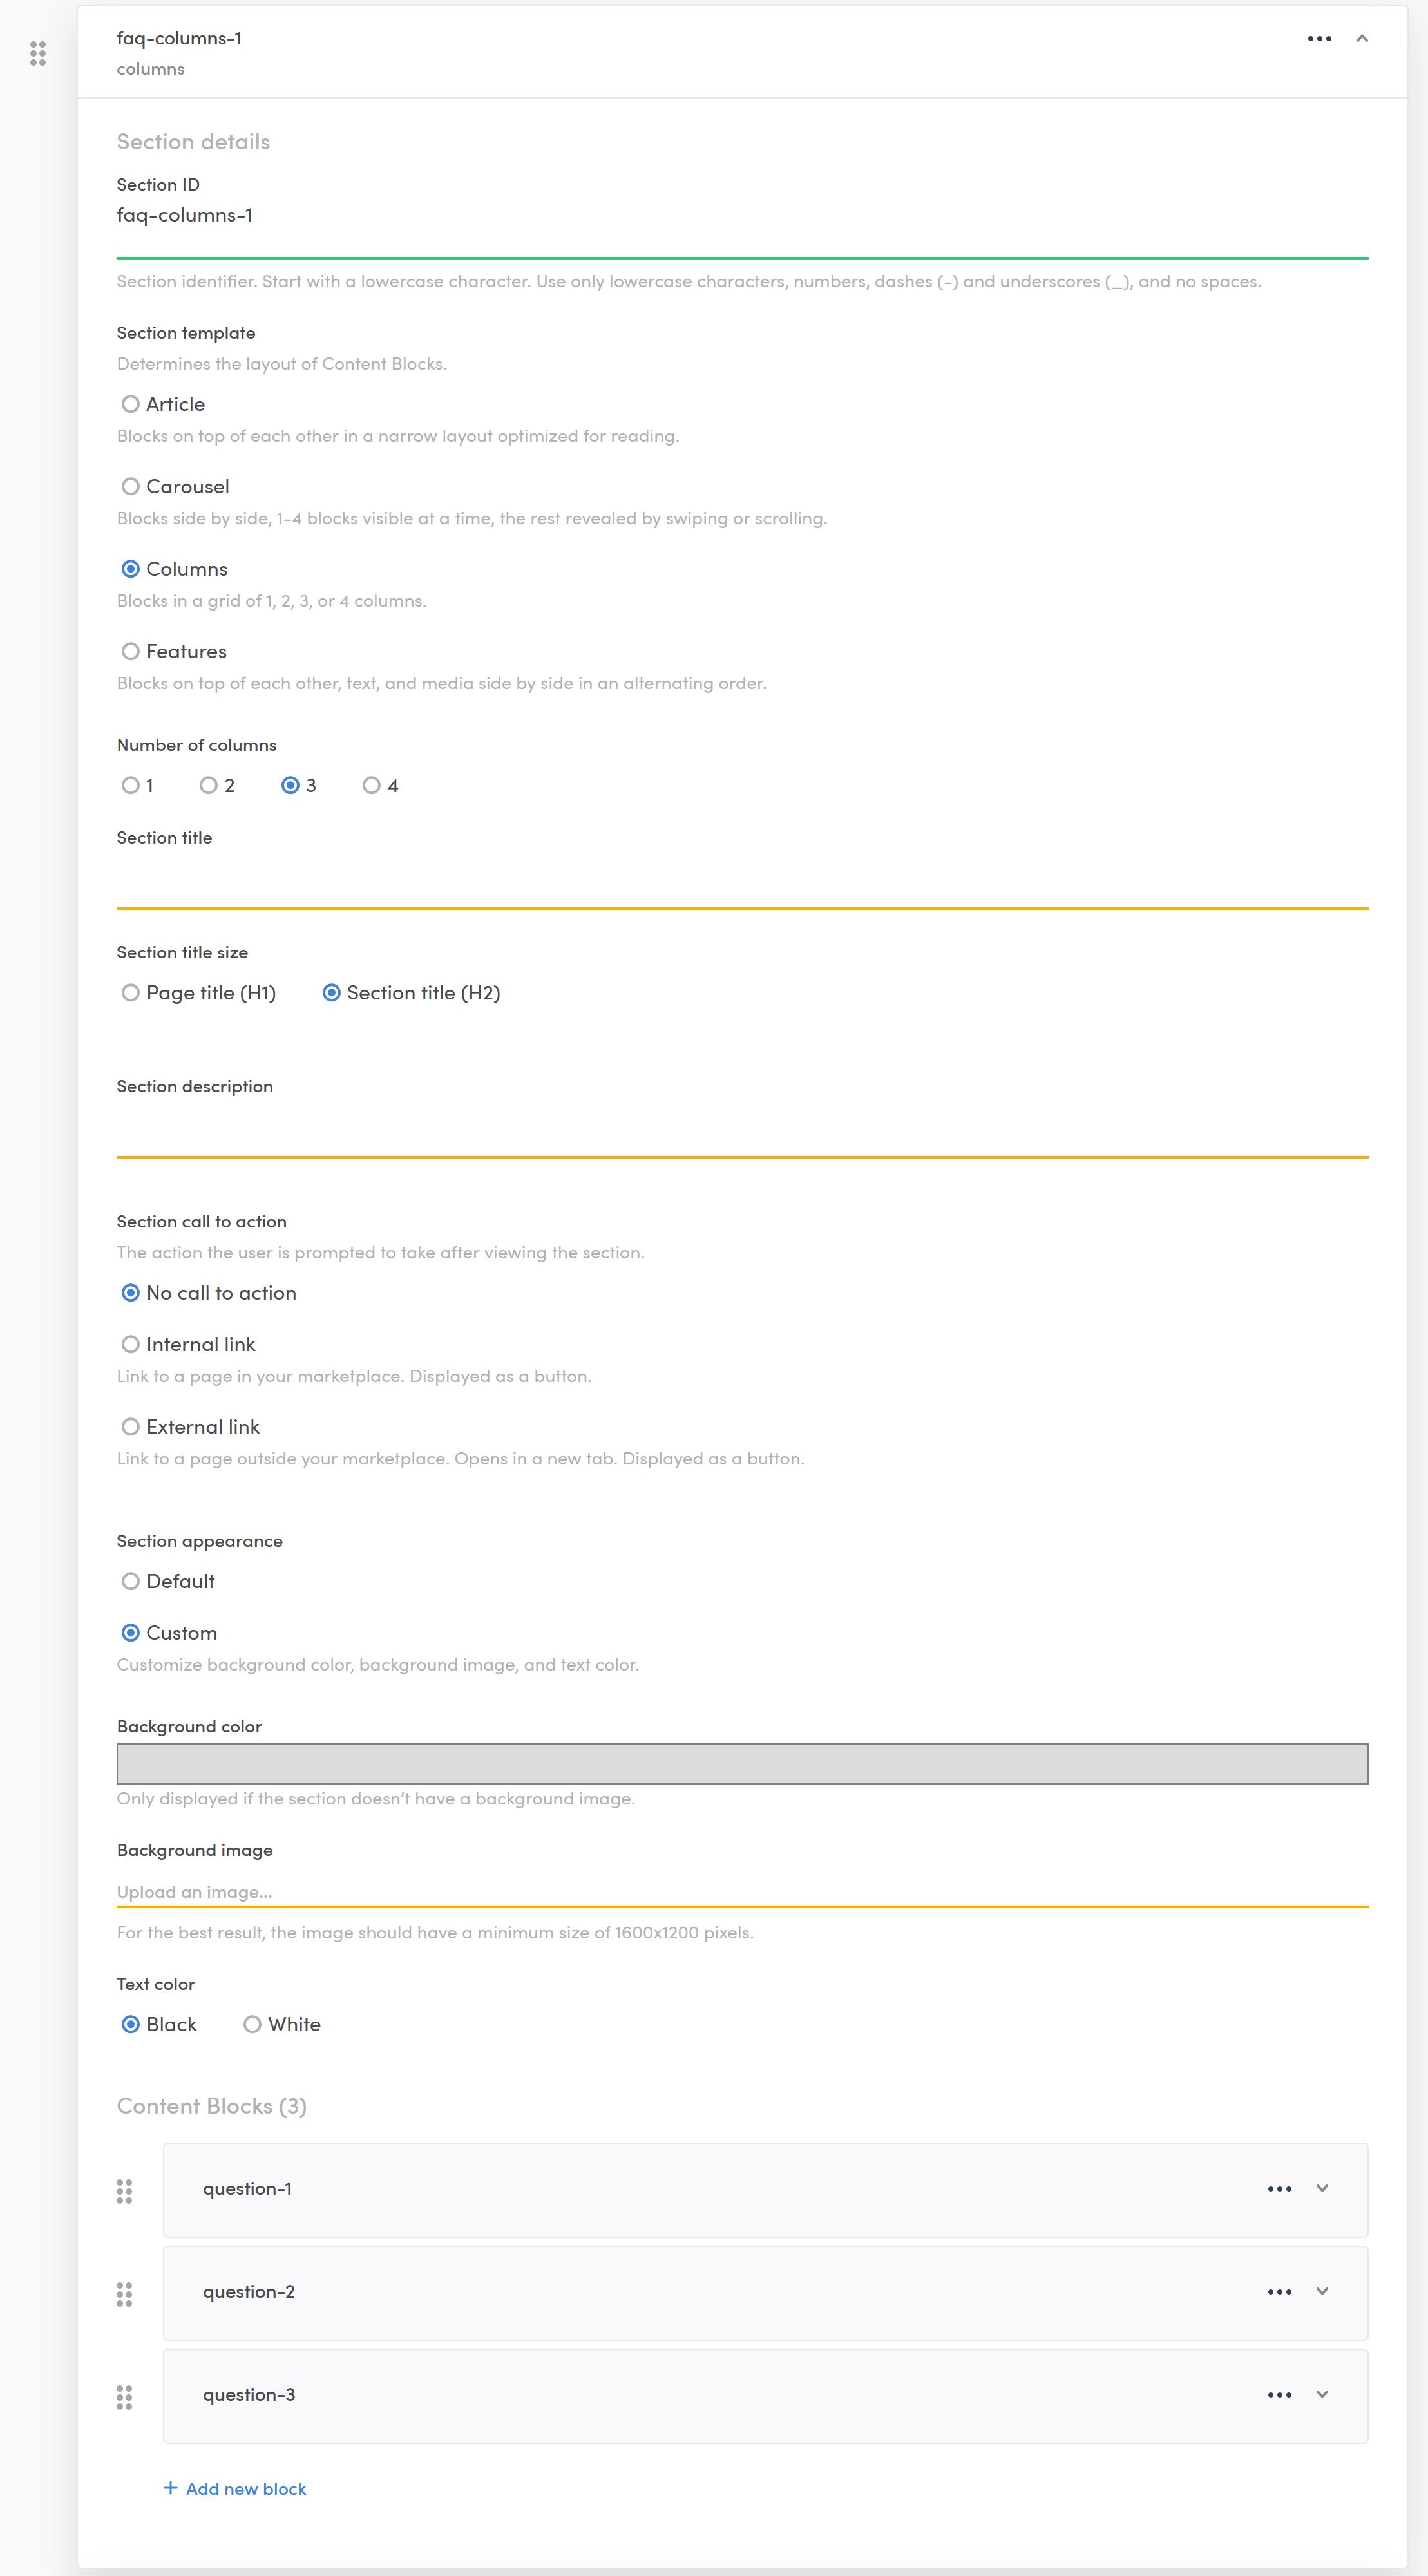 faq-columns-1
columns
Section details
Section ID
faq-columns-1
Section identifier. Start with a lowercase character. Use only lowercase characters, numbers, dashes (-) and underscores (_), and no spaces.
Section template
Determines the layout of Content Blocks.
Article
Blocks on top of each other in a narrow layout optimized for reading.
Carousel
Blocks side by side, 1-4 blocks visible at a time, the rest revealed by swiping or scrolling.
Columns
Blocks in a grid of 1, 2, 3, or 4 columns.
Features
Blocks on top of each other, text, and media side by side in an alternating order.
Number of columns
1 2 3 4
Section title
Section title size
Page title (H1) Section title (H2)
Section description
Section call to action
The action the user is prompted to take after viewing the section.
No call to action
Internal link
Link to a page in your marketplace. Displayed as a button.
External link
Link to a page outside your marketplace. Opens in a new tab. Displayed as a button.
Section appearance
Default
Custom
Customize background color, background image, and text color.
Background color
Only displayed if the section doesn’t have a background image.
Background image
Upload an image...
For the best result, the image should have a minimum size of 1600x1200 pixels.
Text color
Black White
Content Blocks (3)
question-1
question-2
question-3
+ Add new block